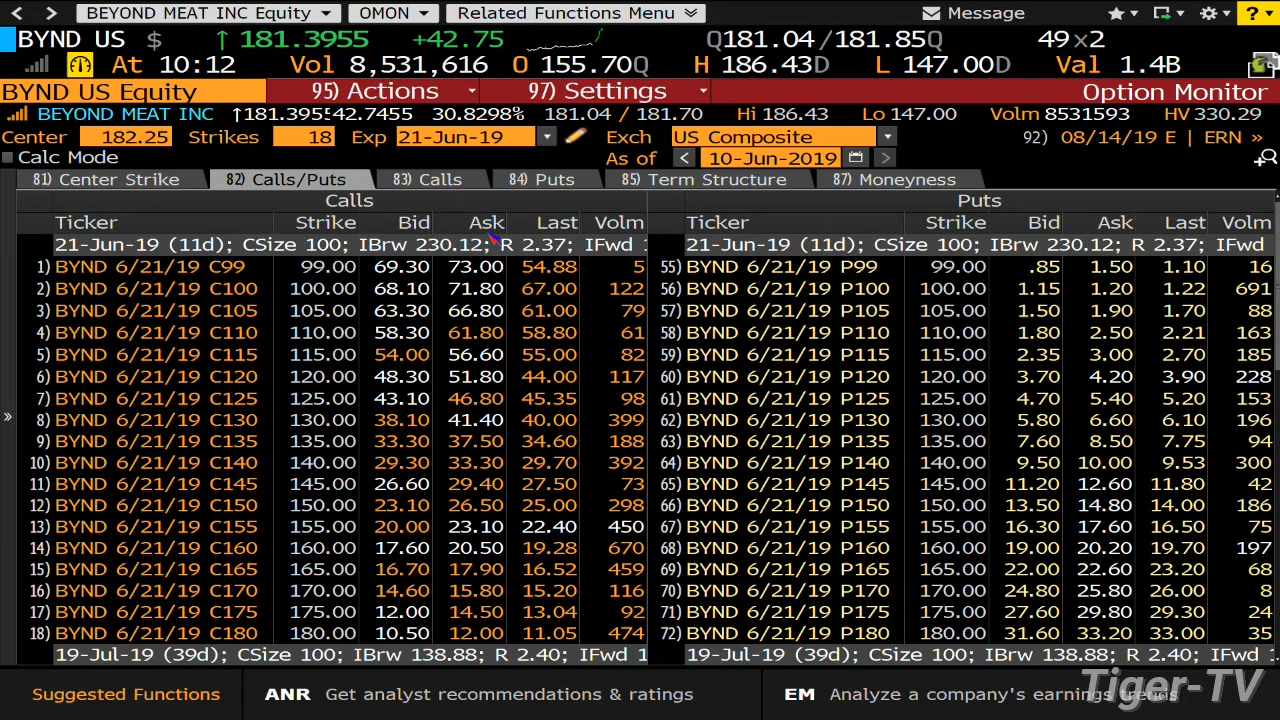 BEYOND MEAT INC Equity OMON Related Functions Menu Message ?
BYND US $ ↑ 181.3955 +42.75 Q181.04/181.85Q 49×2
At 10:12 Vol 8,531,616 O 155.70Q H 186.43D L 147.00D Val 1.4B
BYND US Equity 95) Actions 97) Settings Option Monitor
BEYOND MEAT INC ↑181.3955 42.7455 30.8298% 181.04 / 181.70 Hi 186.43 Lo 147.00 Volm 8531593 HV 330.29
Center 182.25 Strikes 18 Exp 21-Jun-19 Exch US Composite 92) 08/14/19 E | ERN »
Calc Mode As of < 10-Jun-2019 >
81) Center Strike 82) Calls/Puts 83) Calls 84) Puts 85) Term Structure 87) Moneyness
Calls Puts
Ticker Strike Bid Ask Last Volm Ticker Strike Bid Ask Last Volm
21-Jun-19 (11d); CSize 100; IBrw 230.12; R 2.37; IFwd 1 21-Jun-19 (11d); CSize 100; IBrw 230.12; R 2.37; IFwd
1) BYND 6/21/19 C99 99.00 69.30 73.00 54.88 5 55) BYND 6/21/19 P99 99.00 .85 1.50 1.10 16
2) BYND 6/21/19 C100 100.00 68.10 71.80 67.00 122 56) BYND 6/21/19 P100 100.00 1.15 1.20 1.22 691
3) BYND 6/21/19 C105 105.00 63.30 66.80 61.00 79 57) BYND 6/21/19 P105 105.00 1.50 1.90 1.70 88
4) BYND 6/21/19 C110 110.00 58.30 61.80 58.80 61 58) BYND 6/21/19 P110 110.00 1.80 2.50 2.21 163
5) BYND 6/21/19 C115 115.00 54.00 56.60 55.00 82 59) BYND 6/21/19 P115 115.00 2.35 3.00 2.70 185
6) BYND 6/21/19 C120 120.00 48.30 51.80 44.00 117 60) BYND 6/21/19 P120 120.00 3.70 4.20 3.90 228
7) BYND 6/21/19 C125 125.00 43.10 46.80 45.35 98 61) BYND 6/21/19 P125 125.00 4.70 5.40 5.20 153
8) BYND 6/21/19 C130 130.00 38.10 41.40 40.00 399 62) BYND 6/21/19 P130 130.00 5.80 6.60 6.10 196
9) BYND 6/21/19 C135 135.00 33.30 37.50 34.60 188 63) BYND 6/21/19 P135 135.00 7.60 8.50 7.75 94
10) BYND 6/21/19 C140 140.00 29.30 33.30 29.70 392 64) BYND 6/21/19 P140 140.00 9.50 10.00 9.53 300
11) BYND 6/21/19 C145 145.00 26.60 29.40 27.50 73 65) BYND 6/21/19 P145 145.00 11.20 12.60 11.80 42
12) BYND 6/21/19 C150 150.00 23.10 26.50 25.00 298 66) BYND 6/21/19 P150 150.00 13.50 14.80 14.00 186
13) BYND 6/21/19 C155 155.00 20.00 23.10 22.40 450 67) BYND 6/21/19 P155 155.00 16.30 17.60 16.50 75
14) BYND 6/21/19 C160 160.00 17.60 20.50 19.28 670 68) BYND 6/21/19 P160 160.00 19.00 20.20 19.70 197
15) BYND 6/21/19 C165 165.00 16.70 17.90 16.52 459 69) BYND 6/21/19 P165 165.00 22.00 22.60 23.20 68
16) BYND 6/21/19 C170 170.00 14.60 15.80 15.20 116 70) BYND 6/21/19 P170 170.00 24.80 25.80 26.00 8
17) BYND 6/21/19 C175 175.00 12.00 14.50 13.04 92 71) BYND 6/21/19 P175 175.00 27.60 29.80 29.30 24
18) BYND 6/21/19 C180 180.00 10.50 12.00 11.05 474 72) BYND 6/21/19 P180 180.00 31.60 33.20 33.00 35
19-Jul-19 (39d); CSize 100; IBrw 138.88; R 2.40; IFwd 1 19-Jul-19 (39d); CSize 100; IBrw 138.88; R 2.40; IFwd 1
Suggested Functions ANR Get analyst recommendations & ratings EM Analyze a company's earnings trends
Tiger-TV